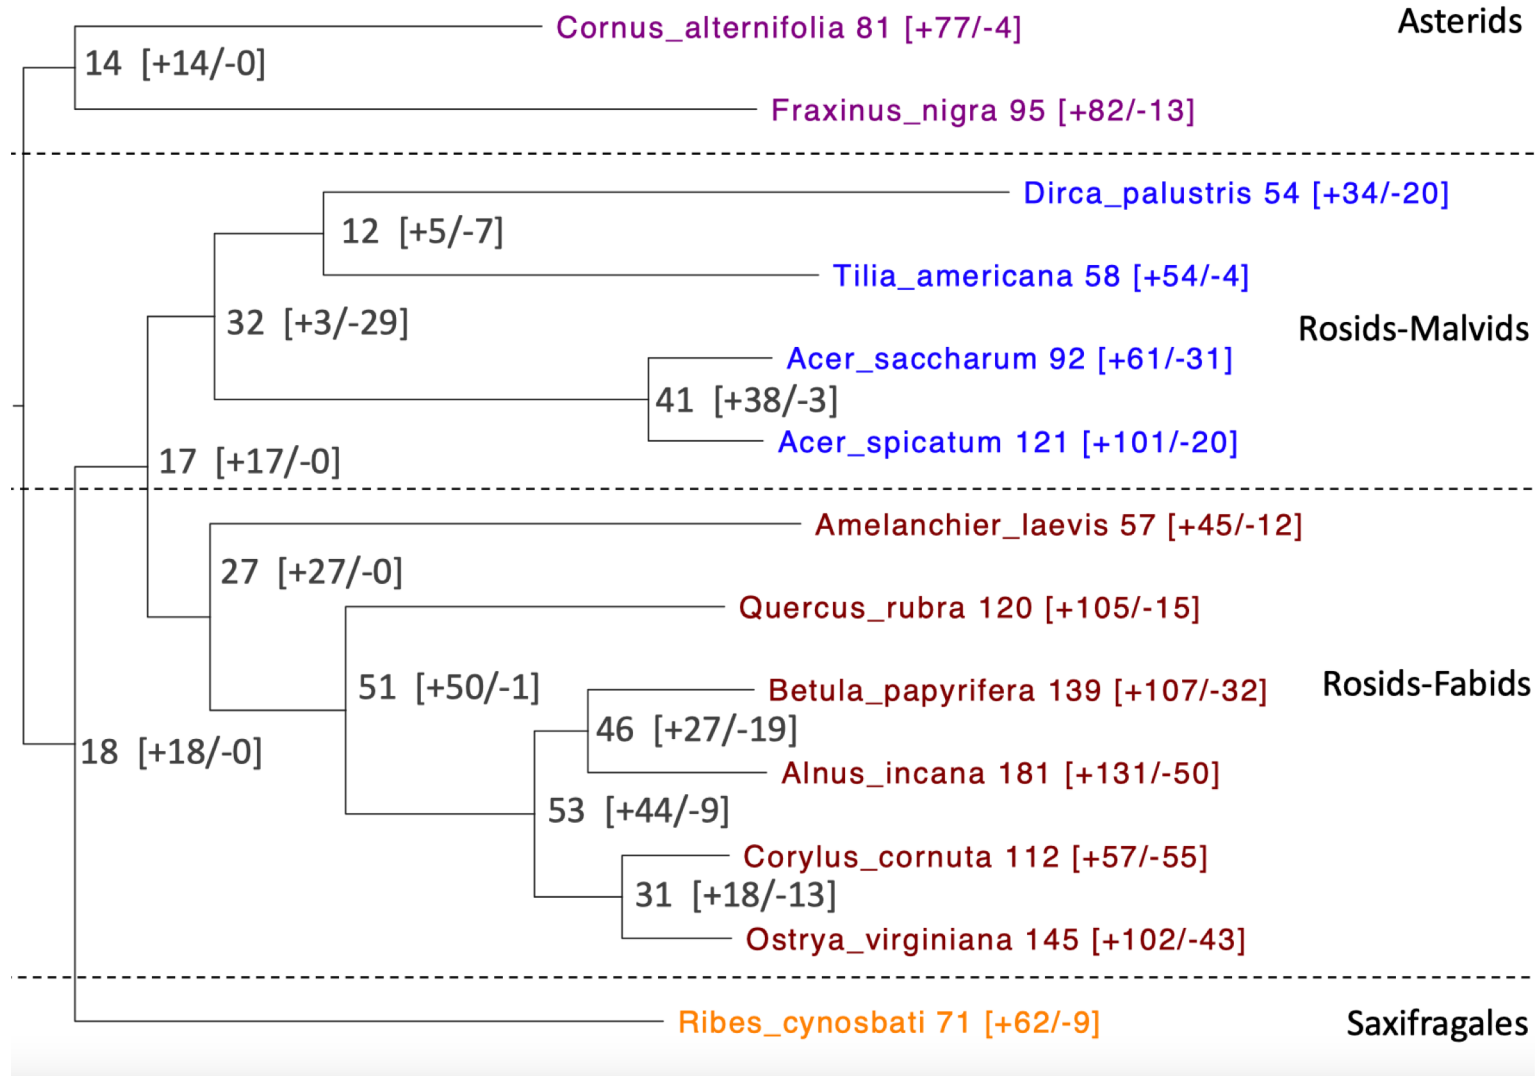 Cornus_alternifolia 81 [+77/-4]
Asterids
14 [+14/-0]
Fraxinus_nigra 95 [+82/-13]
Dirca_palustris 54 [+34/-20]
12 [+5/-7]
Tilia_americana 58 [+54/-4]
32 [+3/-29]
Rosids-Malvids
Acer_saccharum 92 [+61/-31]
41 [+38/-3]
Acer_spicatum 121 [+101/-20]
17 [+17/-0]
Amelanchier_laevis 57 [+45/-12]
27 [+27/-0]
Quercus_rubra 120 [+105/-15]
51 [+50/-1]
Betula_papyrifera 139 [+107/-32]
Rosids-Fabids
46 [+27/-19]
18 [+18/-0]
Alnus_incana 181 [+131/-50]
53 [+44/-9]
Corylus_cornuta 112 [+57/-55]
31 [+18/-13]
Ostrya_virginiana 145 [+102/-43]
Ribes_cynosbati 71 [+62/-9]
Saxifragales